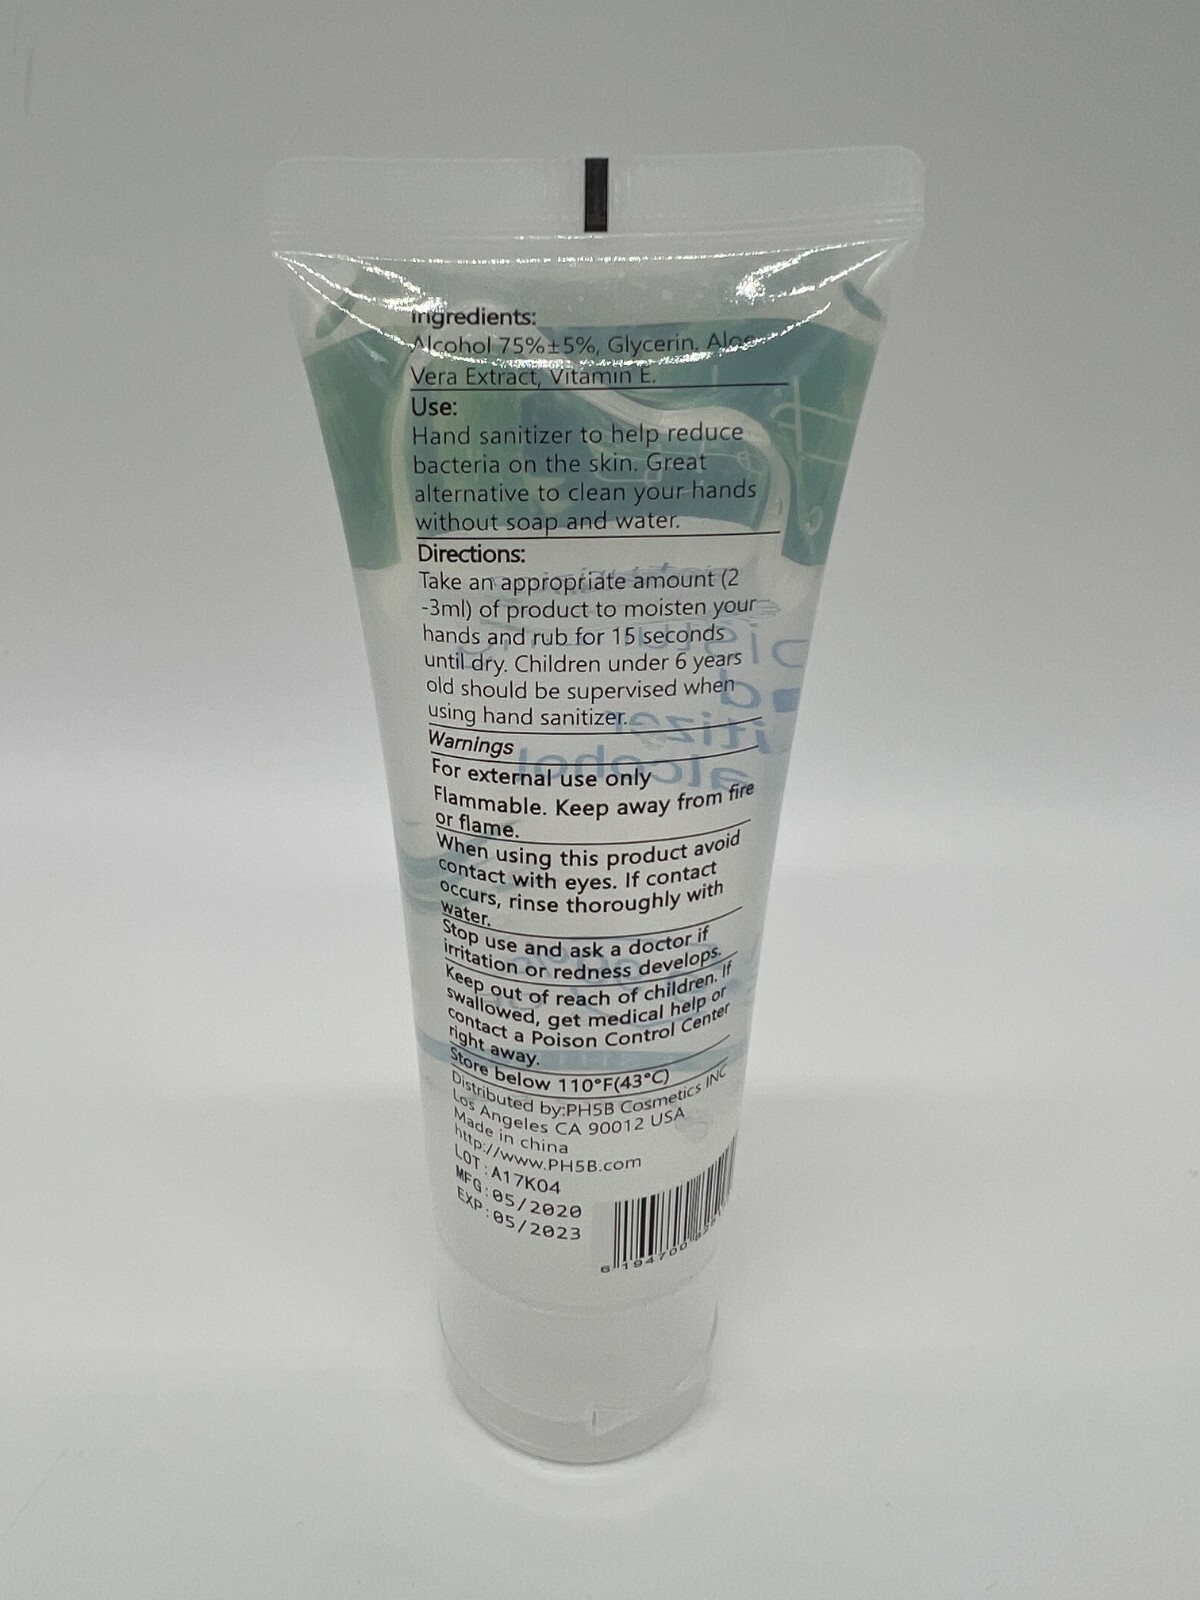 Ingredients:
Alcohol 75%±5%, Glycerin, Aloe
Vera Extract, Vitamin E.
Use:
Hand sanitizer to help reduce
bacteria on the skin. Great
alternative to clean your hands
without soap and water.
Directions:
Take an appropriate amount (2
-3ml) of product to moisten your
hands and rub for 15 seconds
until dry. Children under 6 years
old should be supervised when
using hand sanitizer.
Warnings
For external use only
Flammable. Keep away from fire
or flame.
When using this product avoid
contact with eyes. If contact
occurs, rinse thoroughly with
water.
Stop use and ask a doctor if
irritation or redness develops.
Keep out of reach of children. If
swallowed, get medical help or
contact a Poison Control Center
right away.
Store below 110°F(43°C)
Distributed by:PH5B Cosmetics INC
Los Angeles CA 90012 USA
Made in china
http://www.PH5B.com
LOT:A17K04
MFG:05/2020
EXP:05/2023
6 194700